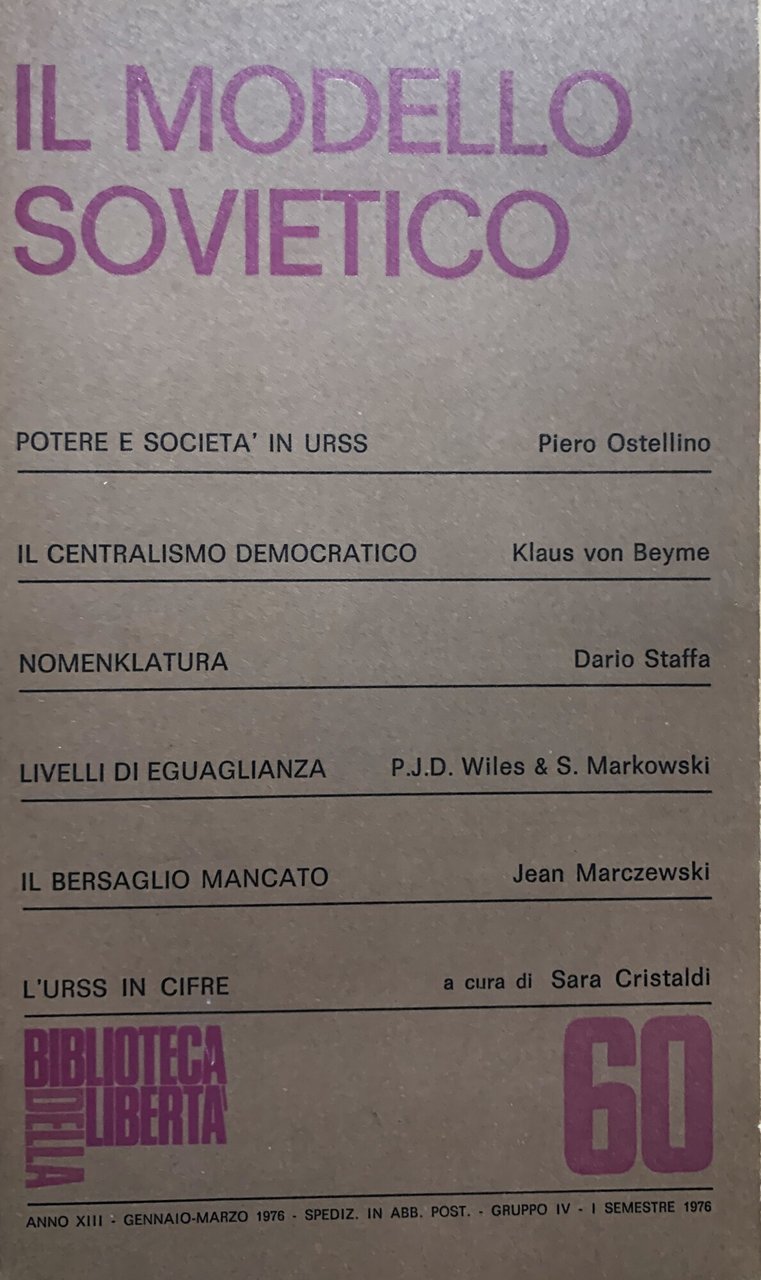 IL MODELLO
SOVIETICO
POTERE E SOCIETA' IN URSS Piero Ostellino
IL CENTRALISMO DEMOCRATICO Klaus von Beyme
NOMENKLATURA Dario Staffa
LIVELLI DI EGUAGLIANZA P.J.D. Wiles & S. Markowski
IL BERSAGLIO MANCATO Jean Marczewski
L'URSS IN CIFRE a cura di Sara Cristaldi
BIBLIOTECA
DELLA
LIBERTA'
60
ANNO XIII - GENNAIO-MARZO 1976 - SPEDIZ. IN ABB. POST. - GRUPPO IV - I SEMESTRE 1976